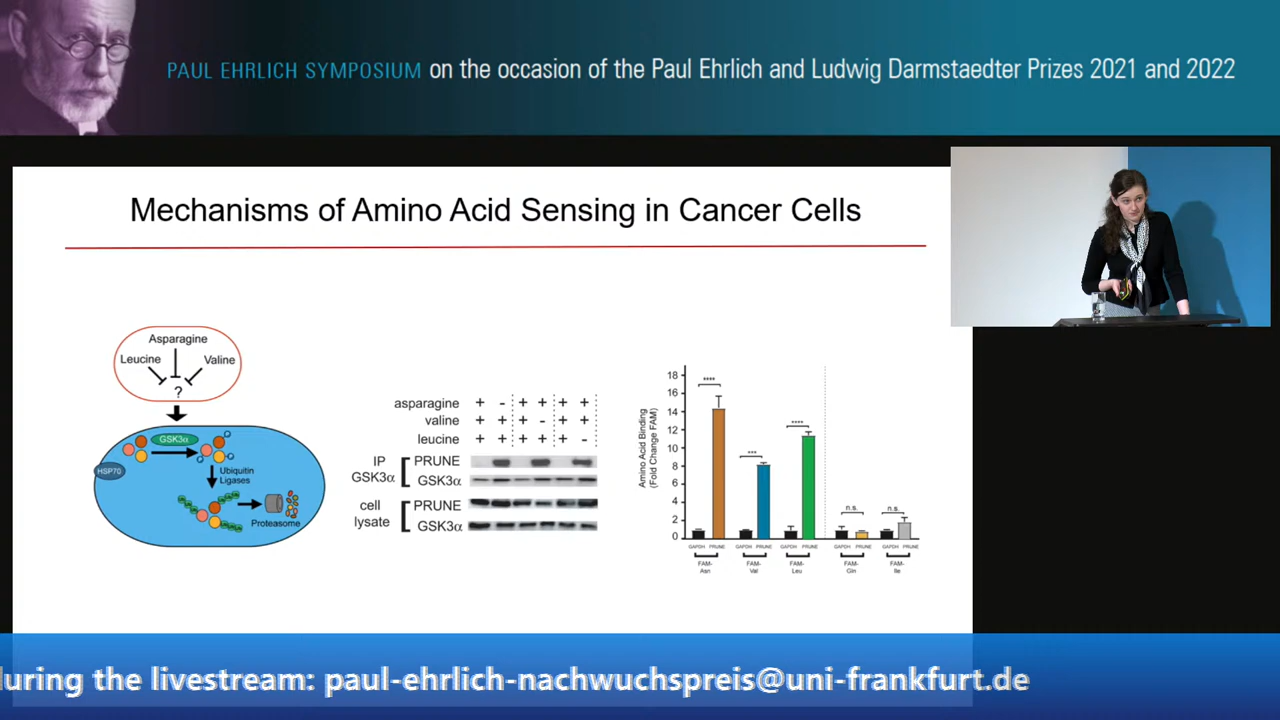 PAUL EHRLICH SYMPOSIUM on the occasion of the Paul Ehrlich and Ludwig Darmstaedter Prizes 2021 and 2022
Mechanisms of Amino Acid Sensing in Cancer Cells
Asparagine
Leucine
Valine
?
GSK3α
HSP70
Ubiquitin
Ligases
Proteasome
asparagine + - + + + +
valine + + + - + +
leucine + + + + + -
IP
GSK3α
PRUNE
GSK3α
cell
lysate
PRUNE
GSK3α
Amino Acid Binding
(Fold Change FAM)
18
16
14
12
10
8
6
4
2
0
****
***
****
n.s.
n.s.
GAPDH PRUNE GAPDH PRUNE GAPDH PRUNE GAPDH PRUNE GAPDH PRUNE
FAM-
Asn
FAM-
Val
FAM-
Leu
FAM-
Gln
FAM-
Ile
during the livestream: paul-ehrlich-nachwuchspreis@uni-frankfurt.de